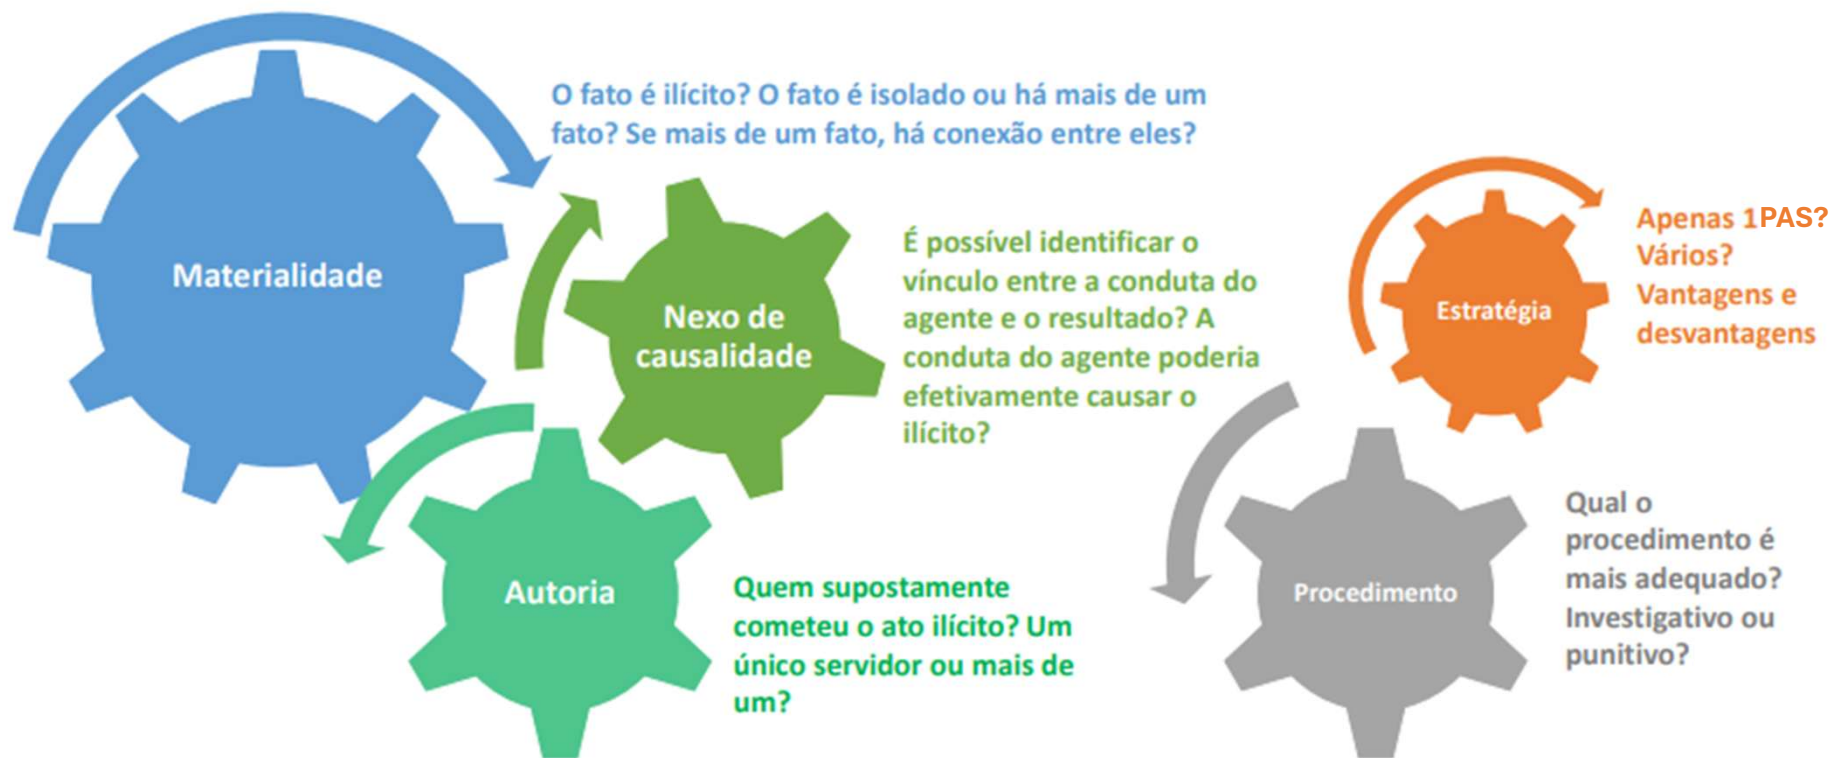 Materialidade
O fato é ilícito? O fato é isolado ou há mais de um
fato? Se mais de um fato, há conexão entre eles?
Nexo de
causalidade
É possível identificar o
vínculo entre a conduta do
agente e o resultado? A
conduta do agente poderia
efetivamente causar o
ilícito?
Autoria
Quem supostamente
cometeu o ato ilícito? Um
único servidor ou mais de
um?
Estratégia
Apenas 1 PAS?
Vários?
Vantagens e
desvantagens
Procedimento
Qual o
procedimento é
mais adequado?
Investigativo ou
punitivo?